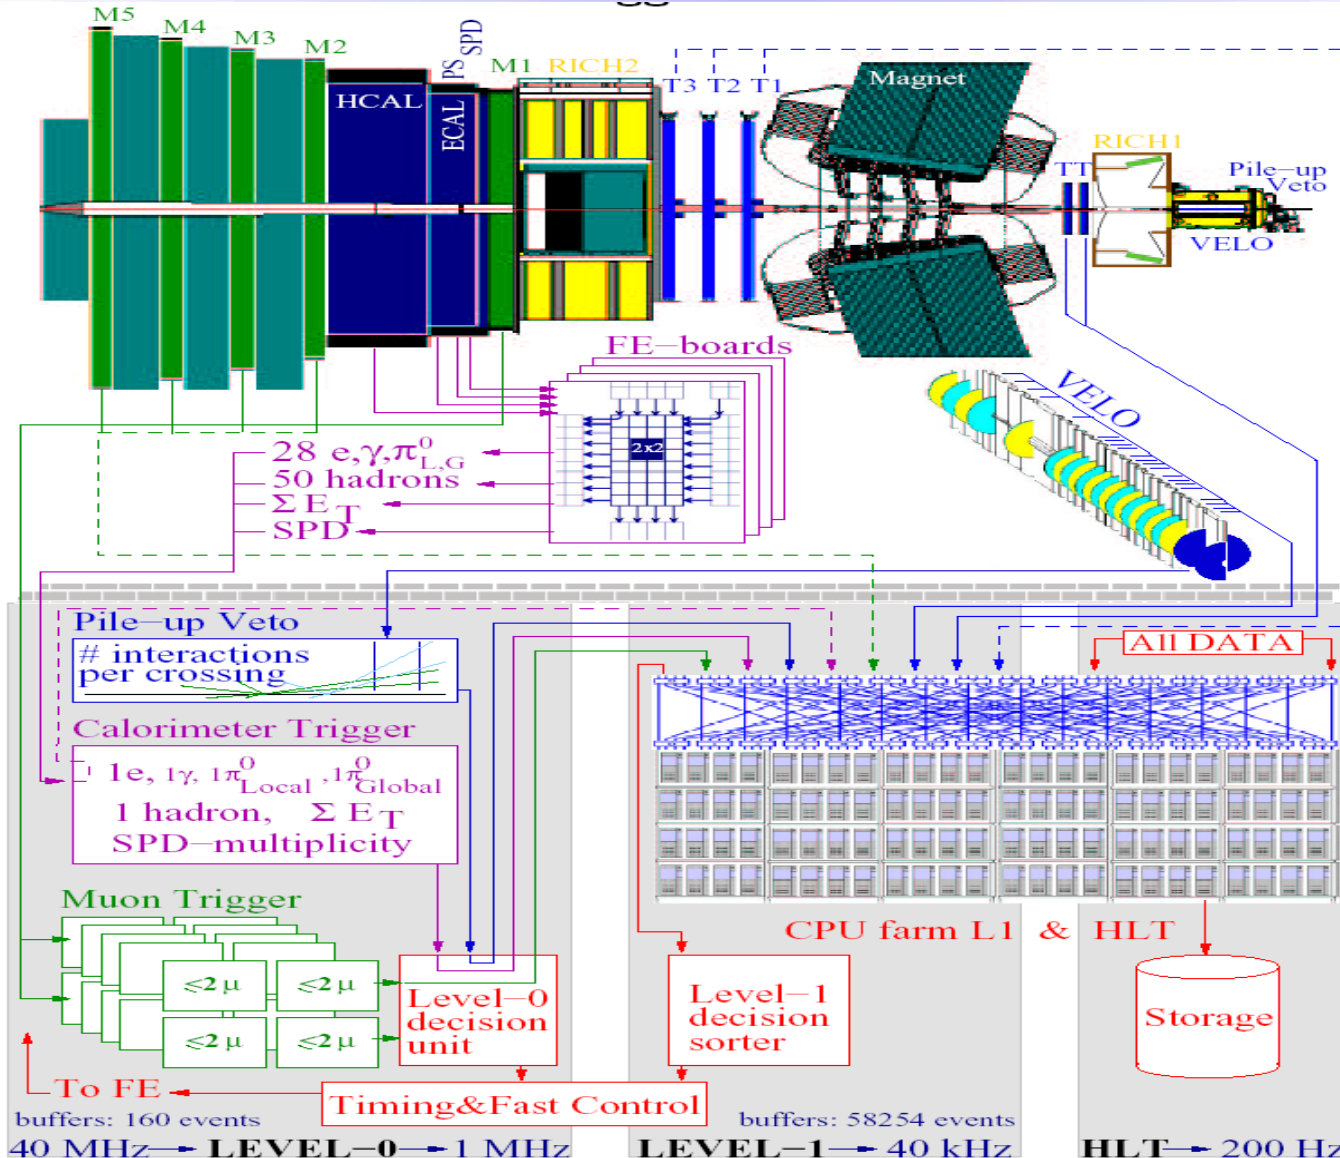 M5
M4
M3
M2
HCAL
PS
SPD
ECAL
M1
RICH2
T3
T2
T1
Magnet
TT
RICH1
Pile-up
Veto
VELO
FE-boards
2x2
VELO
28 e,γ,π⁰L,G
50 hadrons
Σ E_T
SPD
Pile-up Veto
# interactions
per crossing
Calorimeter Trigger
1e, 1γ, 1π⁰Local ,1π⁰Global
1 hadron, Σ E_T
SPD-multiplicity
Muon Trigger
≤2 μ
≤2 μ
≤2 μ
≤2 μ
Level-0
decision
unit
To FE
Timing&Fast Control
All DATA
CPU farm L1 & HLT
Level-1
decision
sorter
Storage
buffers: 160 events
buffers: 58254 events
40 MHz → LEVEL-0 → 1 MHz
LEVEL-1 → 40 kHz
HLT → 200 Hz